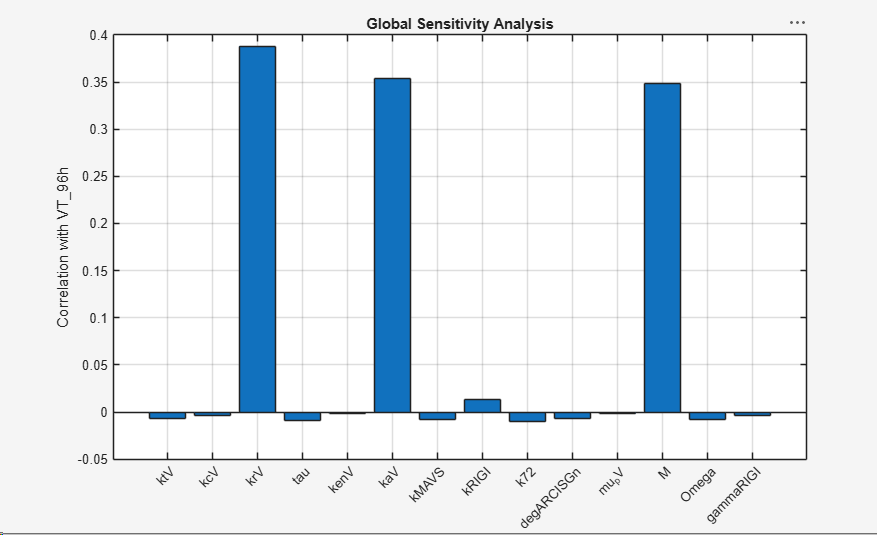 Global Sensitivity Analysis
0.4
0.35
0.3
0.25
0.2
0.15
0.1
0.05
0
-0.05
Correlation with VT_96h
ktV
kcV
krV
tau
kenV
kaV
kMAVS
kRIGI
k72
degARCISGn
mupV
M
Omega
gammaRIGI